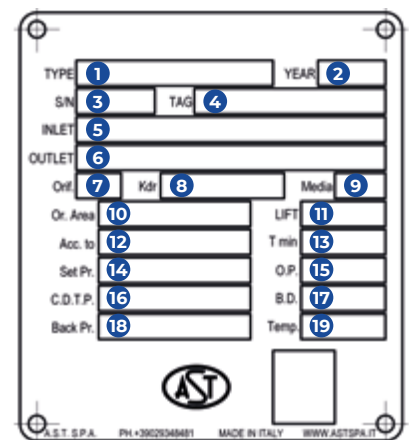 TYPE 1 YEAR 2
S/N 3 TAG 4
INLET 5
OUTLET 6
Orif. 7 Kdr 8 Media 9
Or. Area 10 LIFT 11
Acc. to 12 T min 13
Set Pr. 14 O.P. 15
C.D.T.P. 16 B.D. 17
Back Pr. 18 Temp. 19
AST
A.S.T. S.P.A. PH.+39029348481 MADE IN ITALY WWW.ASTSPA.IT